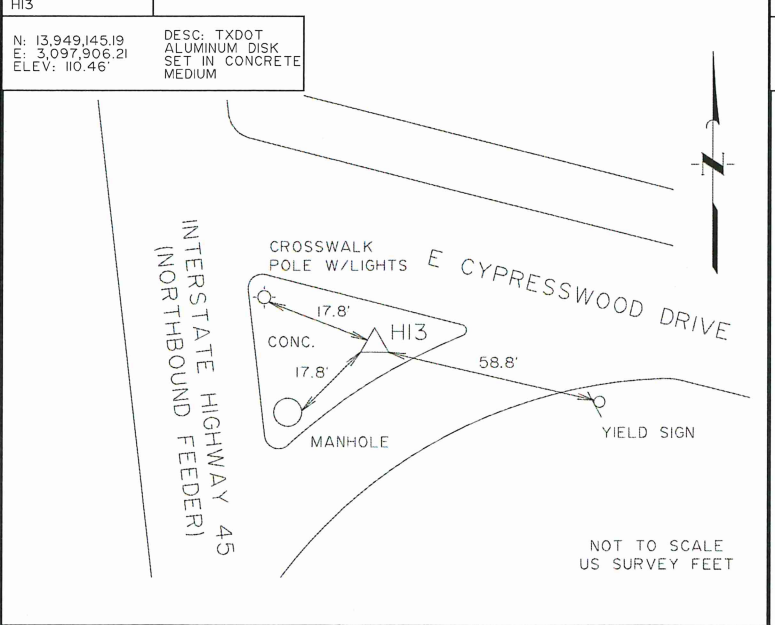 H13
N: 13,949,145.19
E: 3,097,906.21
ELEV: 110.46'
DESC: TXDOT
ALUMINUM DISK
SET IN CONCRETE
MEDIUM
N
CROSSWALK
POLE W/LIGHTS
E CYPRESSWOOD DRIVE
17.8'
H13
CONC.
17.8'
58.8'
MANHOLE
YIELD SIGN
INTERSTATE HIGHWAY 45
(NORTHBOUND FEEDER)
NOT TO SCALE
US SURVEY FEET